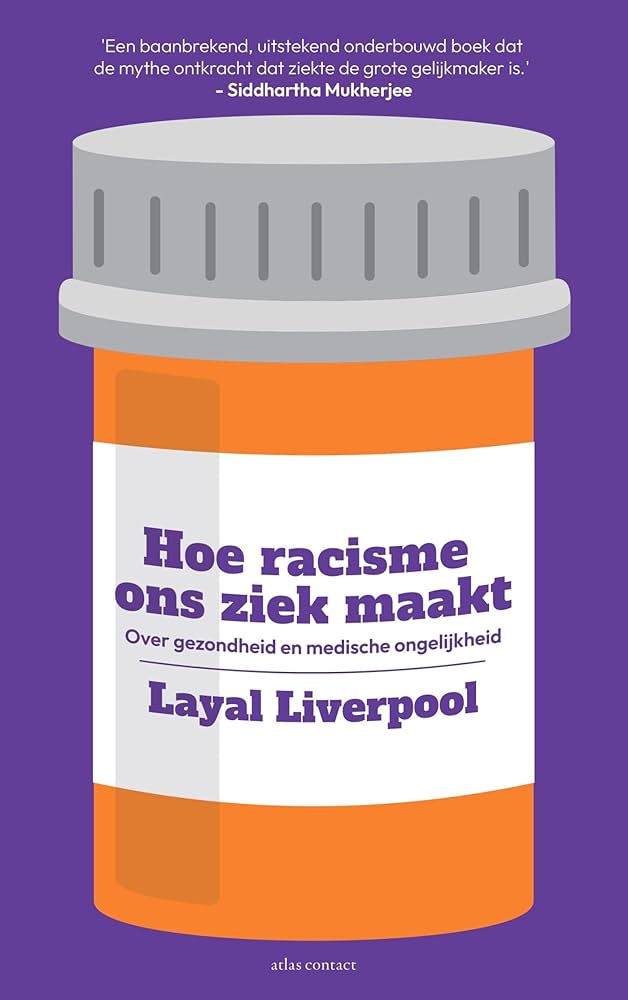 'Een baanbrekend, uitstekend onderbouwd boek dat
de mythe ontkracht dat ziekte de grote gelijkmaker is.'
- Siddhartha Mukherjee
Hoe racisme
ons ziek maakt
Over gezondheid en medische ongelijkheid
Layal Liverpool
atlas contact